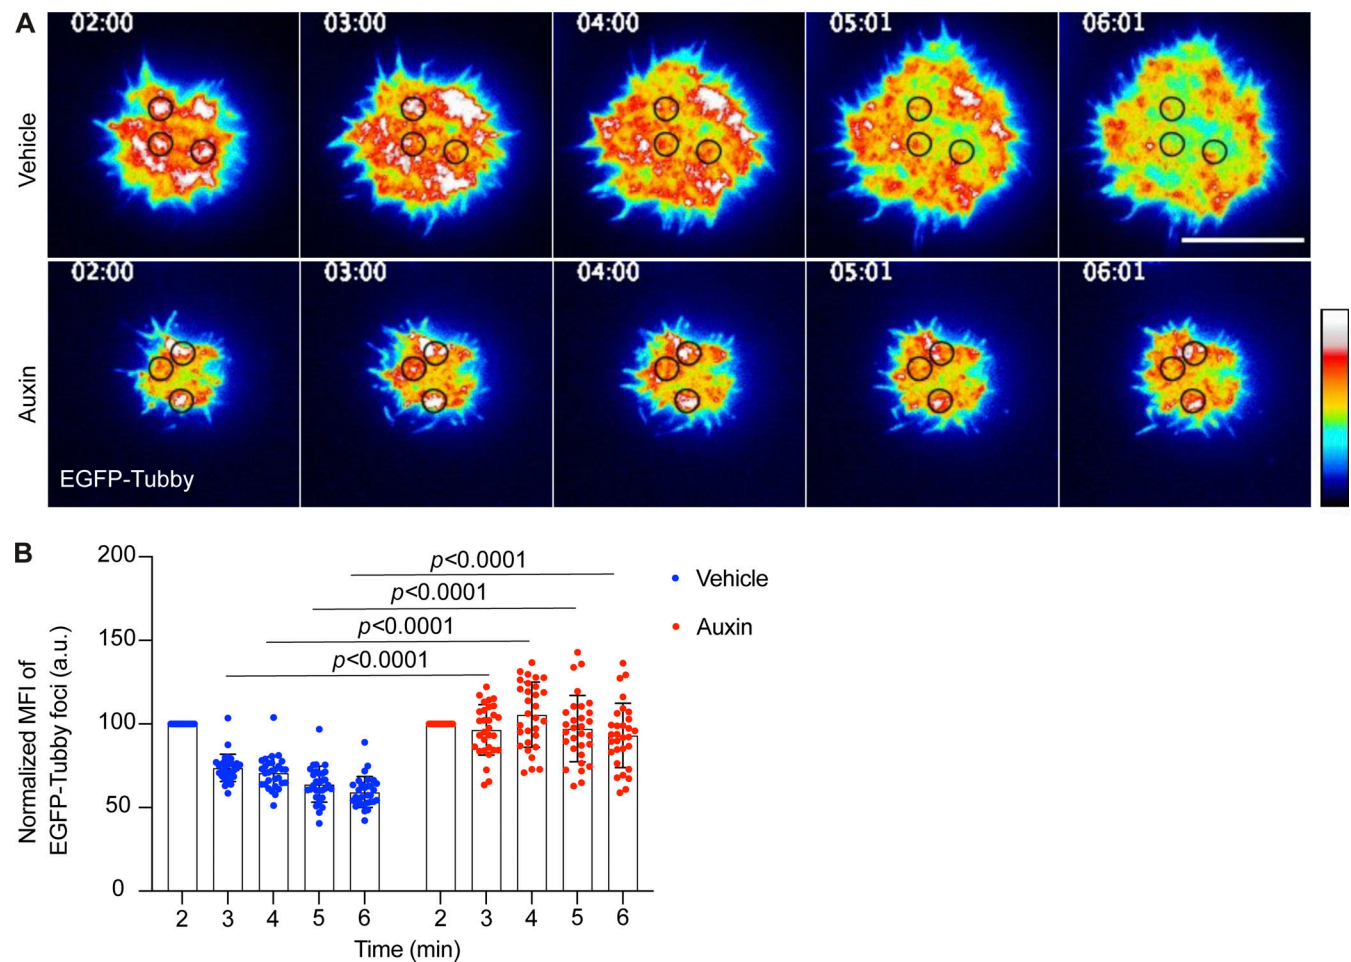 A
02:00 03:00 04:00 05:01 06:01
Vehicle
02:00 03:00 04:00 05:01 06:01
Auxin
EGFP-Tubby
B
200
150
100
50
0
Normalized MFI of
EGFP-Tubby foci (a.u.)
p<0.0001
p<0.0001
p<0.0001
p<0.0001
Vehicle
Auxin
2 3 4 5 6 2 3 4 5 6
Time (min)